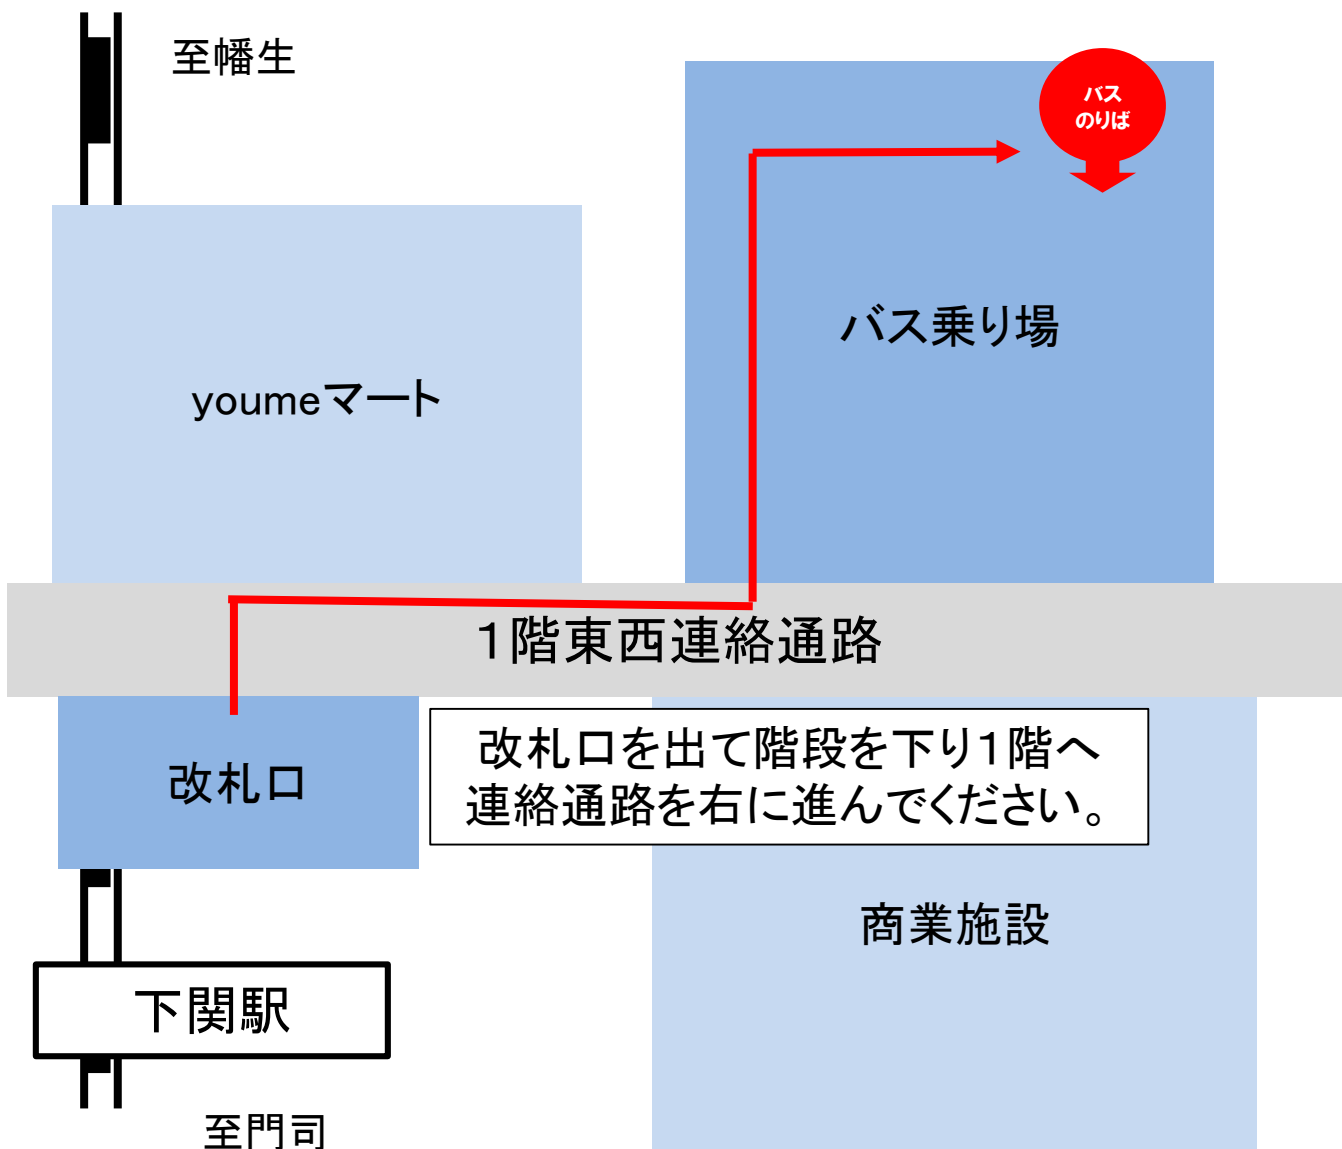 至幡生
バス
のりば
バス乗り場
youmeマート
1階東西連絡通路
改札口を出て階段を下り1階へ
連絡通路を右に進んでください。
改札口
商業施設
下関駅
至門司